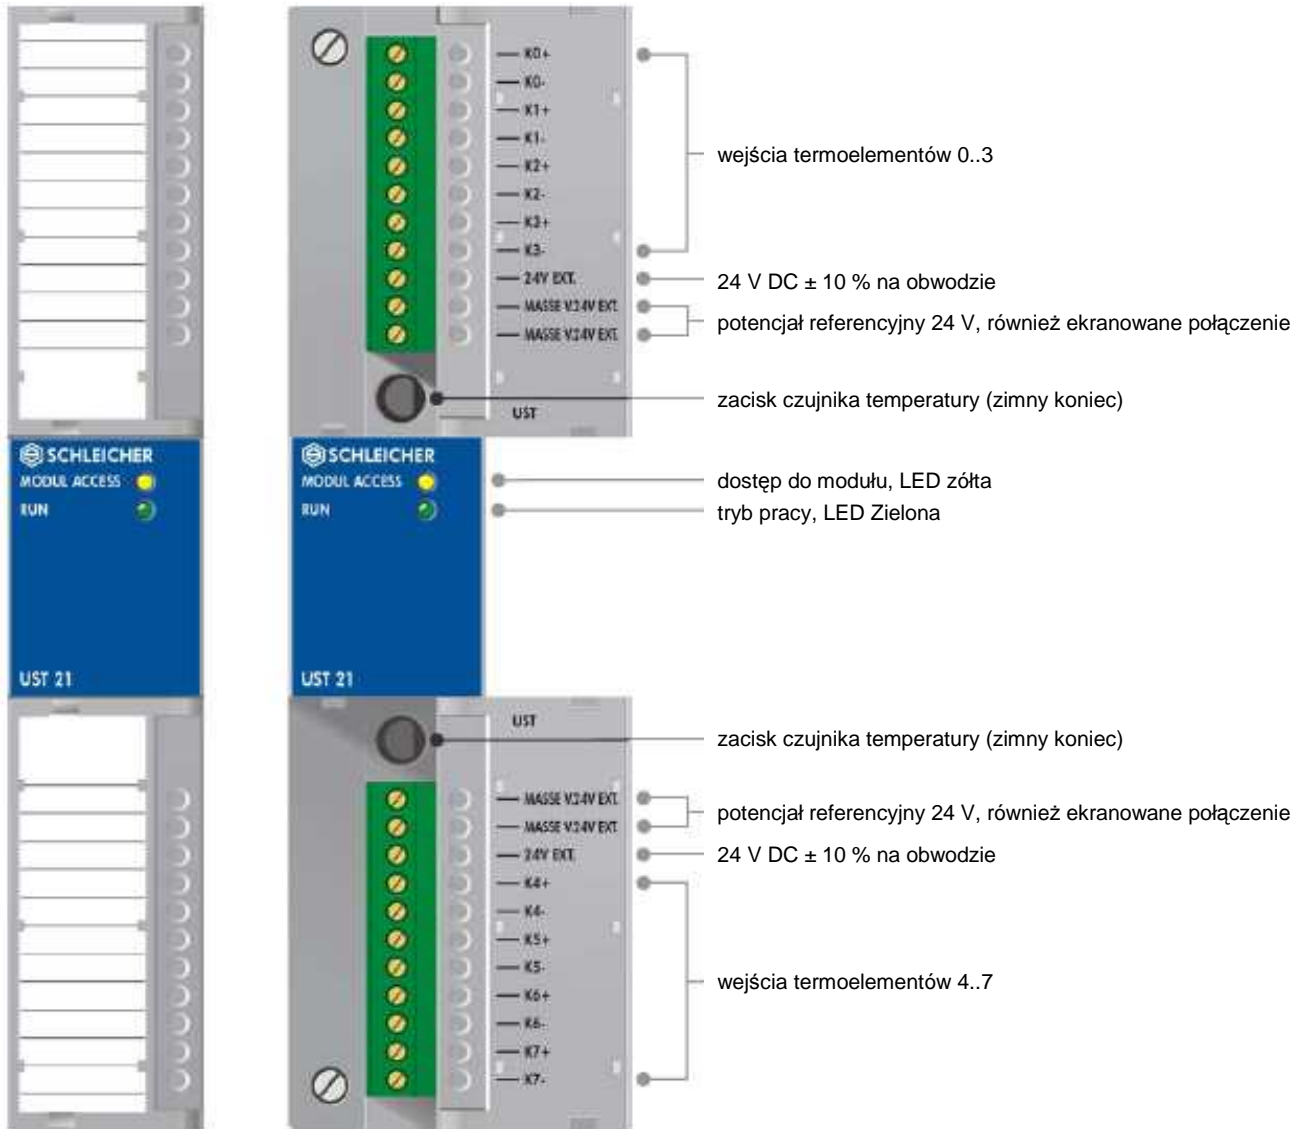 K0+
K0-
K1+
K1-
wejścia termoelementów 0..3
K2+
K2-
K3+
K3-
24V EXT.
24 V DC ± 10 % na obwodzie
MASSE V.24V EXT.
potencjał referencyjny 24 V, również ekranowane połączenie
MASSE V.24V EXT.
zacisk czujnika temperatury (zimny koniec)
UST
SCHLEICHER
MODUL ACCESS
RUN
UST 21
SCHLEICHER
MODUL ACCESS
dostęp do modułu, LED zółta
RUN
tryb pracy, LED Zielona
UST 21
UST
zacisk czujnika temperatury (zimny koniec)
MASSE V.24V EXT.
potencjał referencyjny 24 V, również ekranowane połączenie
MASSE V.24V EXT.
24V EXT.
24 V DC ± 10 % na obwodzie
K4+
K4-
K5+
K5-
wejścia termoelementów 4..7
K6+
K6-
K7+
K7-